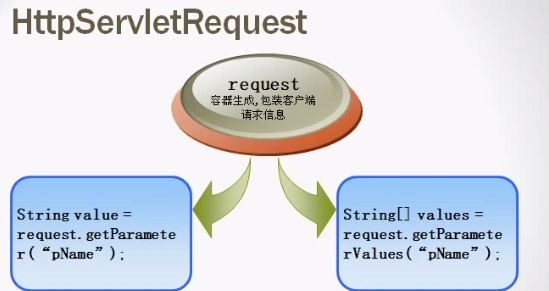 HttpServletRequest
request
容器生成,包装客户端
请求信息
String value =
request.getParamete
r(“pName”);
String[] values =
request.getParamete
rValues(“pName”);